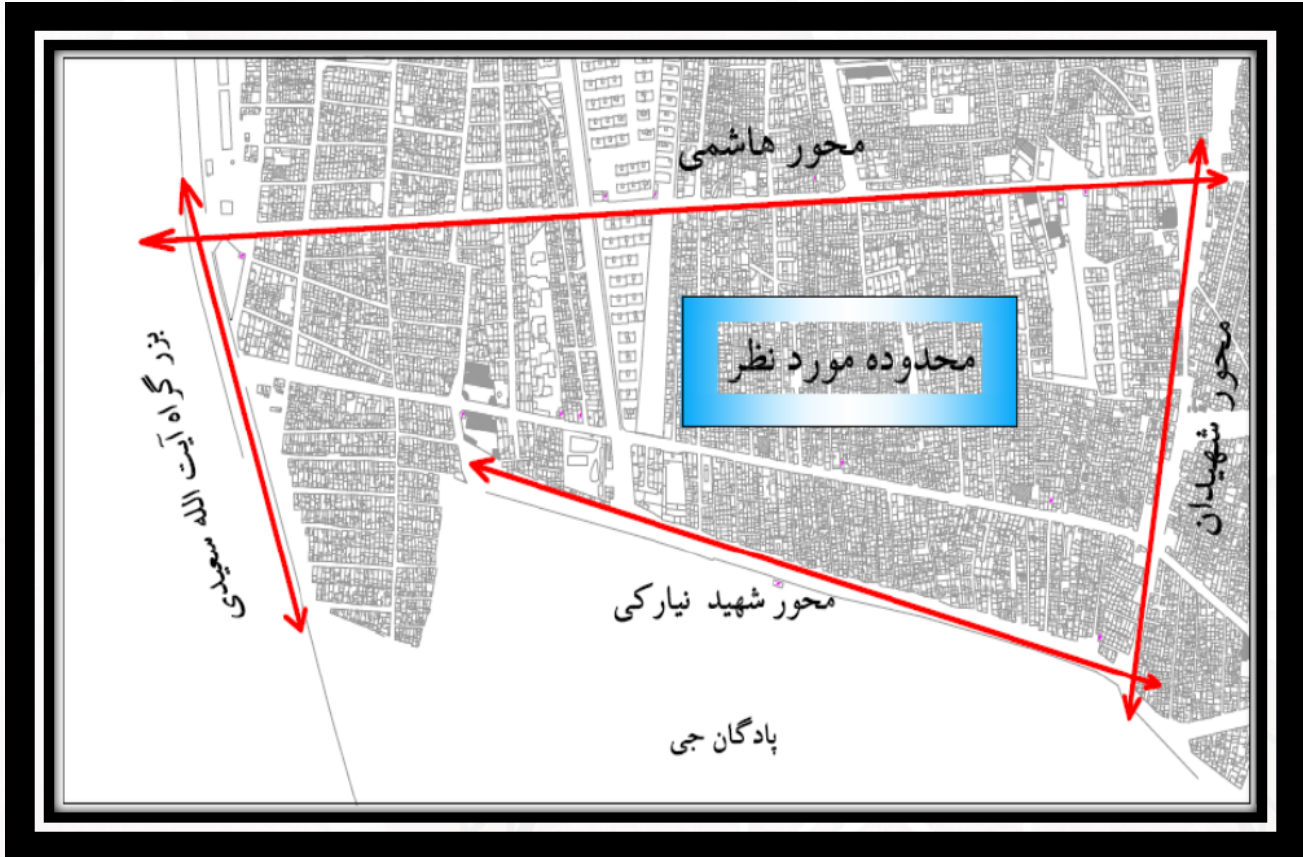 محور هاشمی
محدوده مورد نظر
محور شهیدان
بزرگراه آیت الله سعیدی
محور شهید نیارکی
پادگان جی